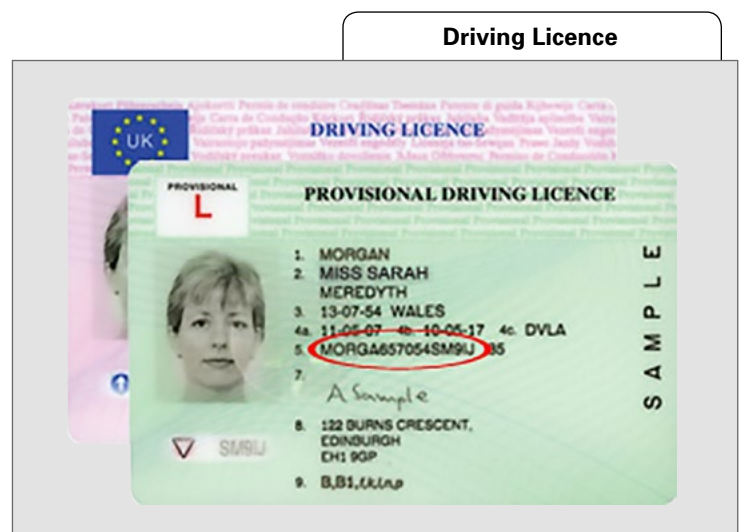 Driving Licence
UK
DRIVING LICENCE
PROVISIONAL
L
PROVISIONAL DRIVING LICENCE
1. MORGAN
2. MISS SARAH
MEREDYTH
3. 13-07-54 WALES
4a. 11-05-07 4b. 10-05-17 4c. DVLA
5. MORGA657054SM9IJ 35
7.
A Sample
8. 122 BURNS CRESCENT,
EDINBURGH
EH1 9GP
9. B,B1,f,k,l,n,p
SM9IJ
SAMPLE